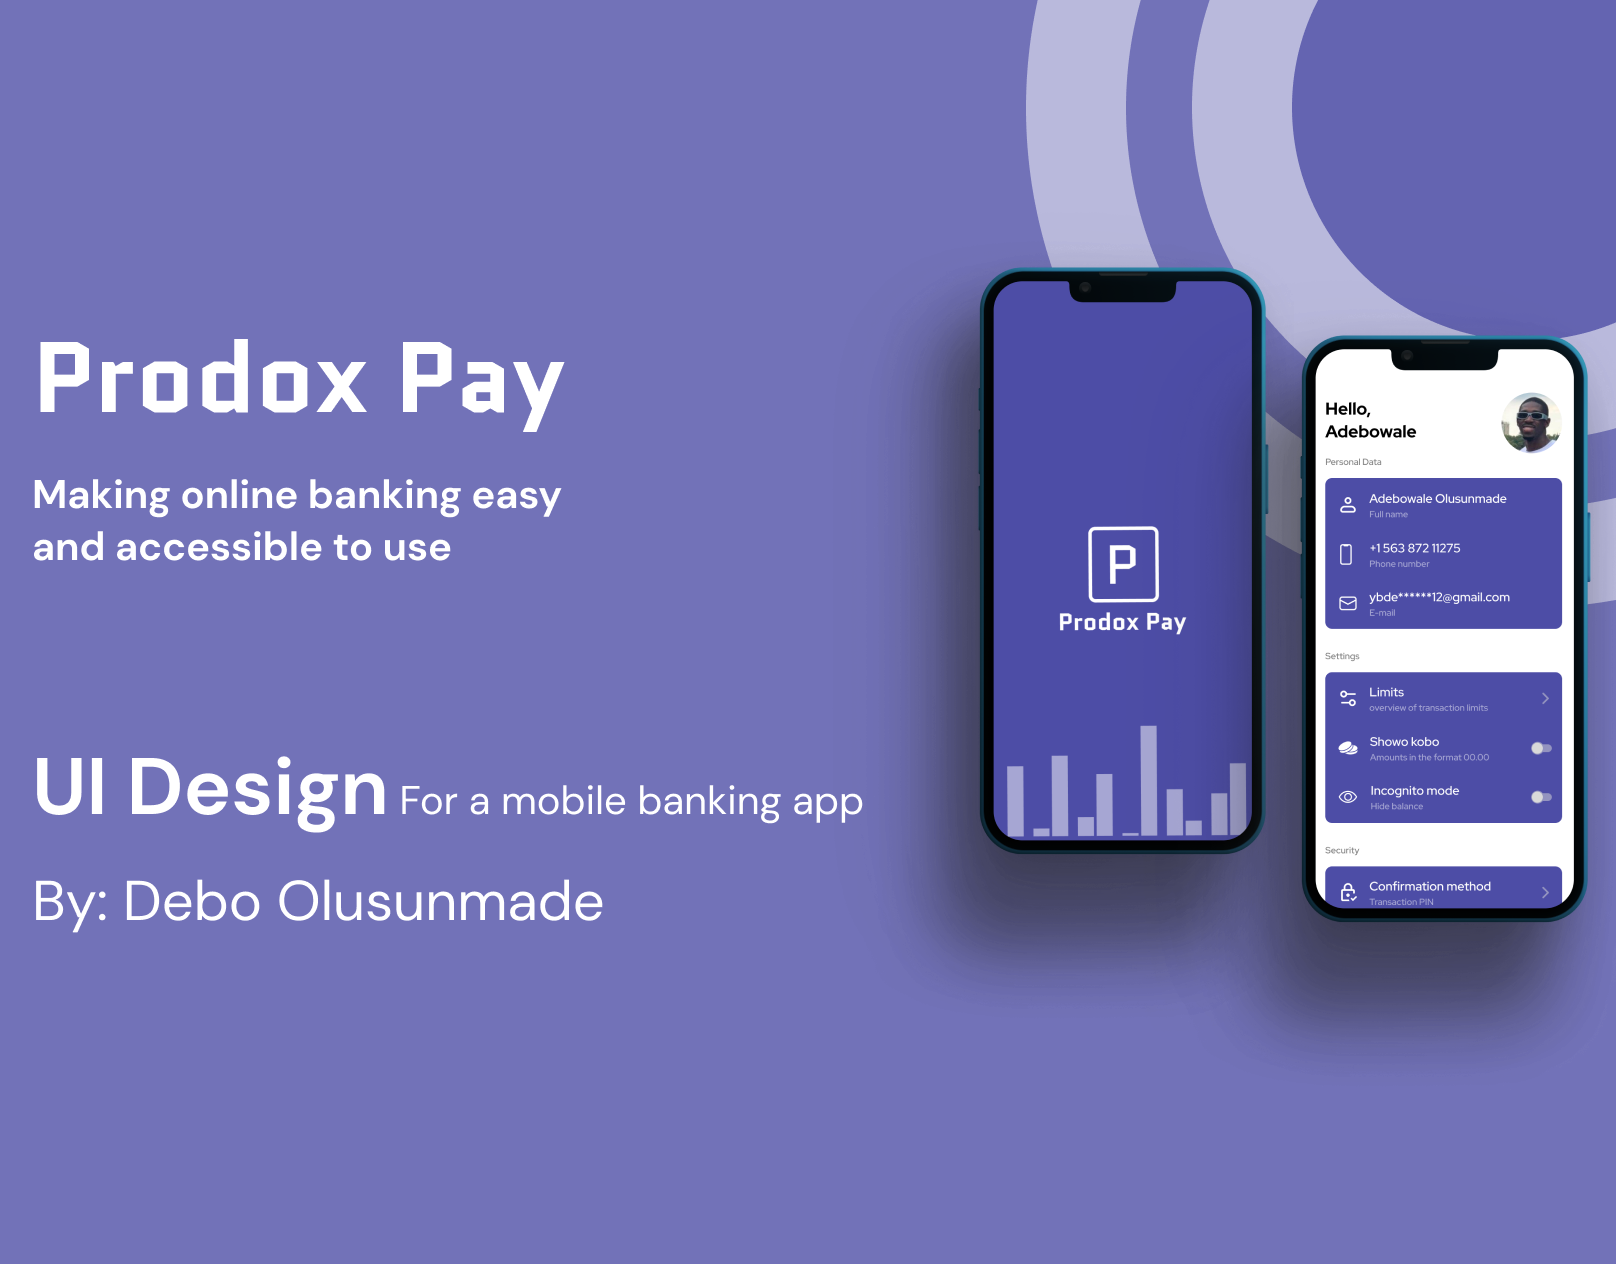 Prodox Pay
Making online banking easy
and accessible to use
UI Design For a mobile banking app
By: Debo Olusunmade
P
Prodox Pay
Hello,
Adebowale
Personal Data
Adebowale Olusunmade
Full name
+1 563 872 11275
Phone number
ybde******12@gmail.com
E-mail
Settings
Limits
overview of transaction limits
Showo kobo
Amounts in the format 00.00
Incognito mode
Hide balance
Security
Confirmation method
Transaction PIN